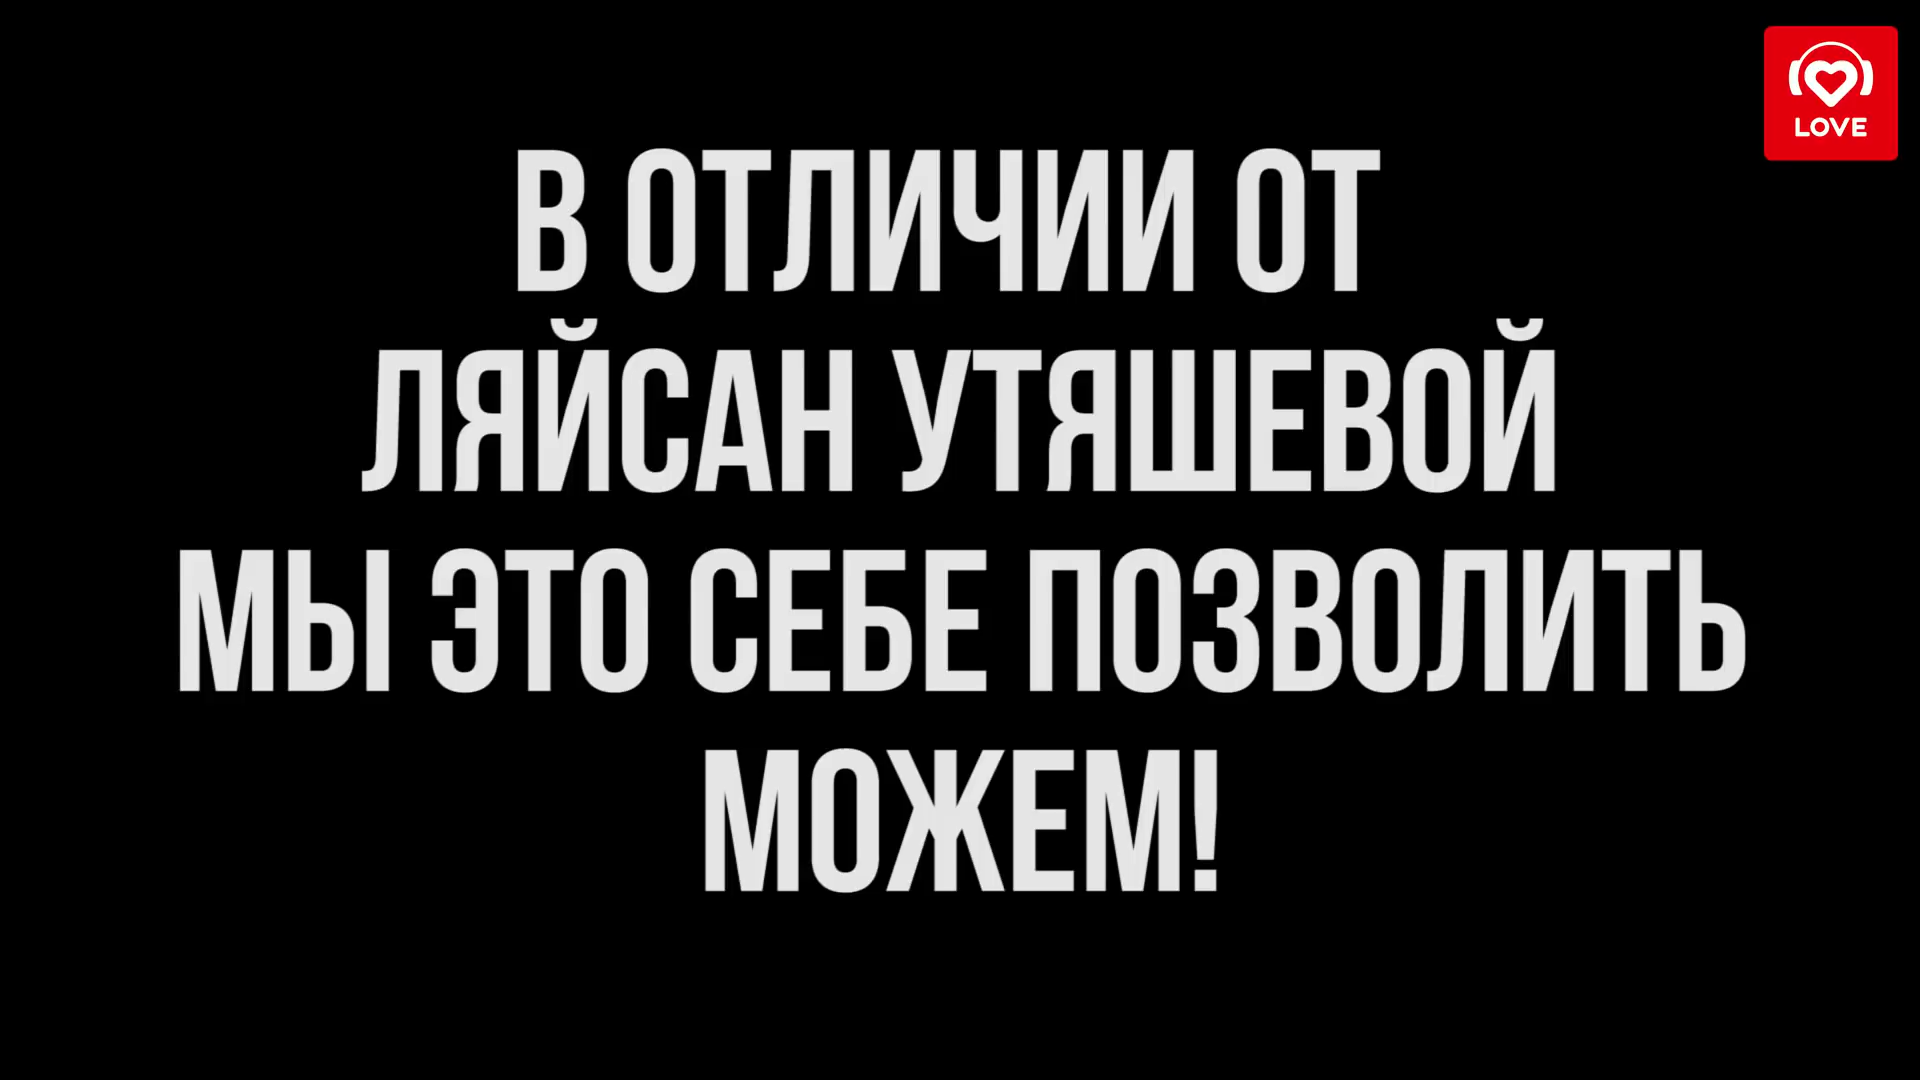 LOVE
В ОТЛИЧИИ ОТ
ЛЯЙСАН УТЯШЕВОЙ
МЫ ЭТО СЕБЕ ПОЗВОЛИТЬ
МОЖЕМ!